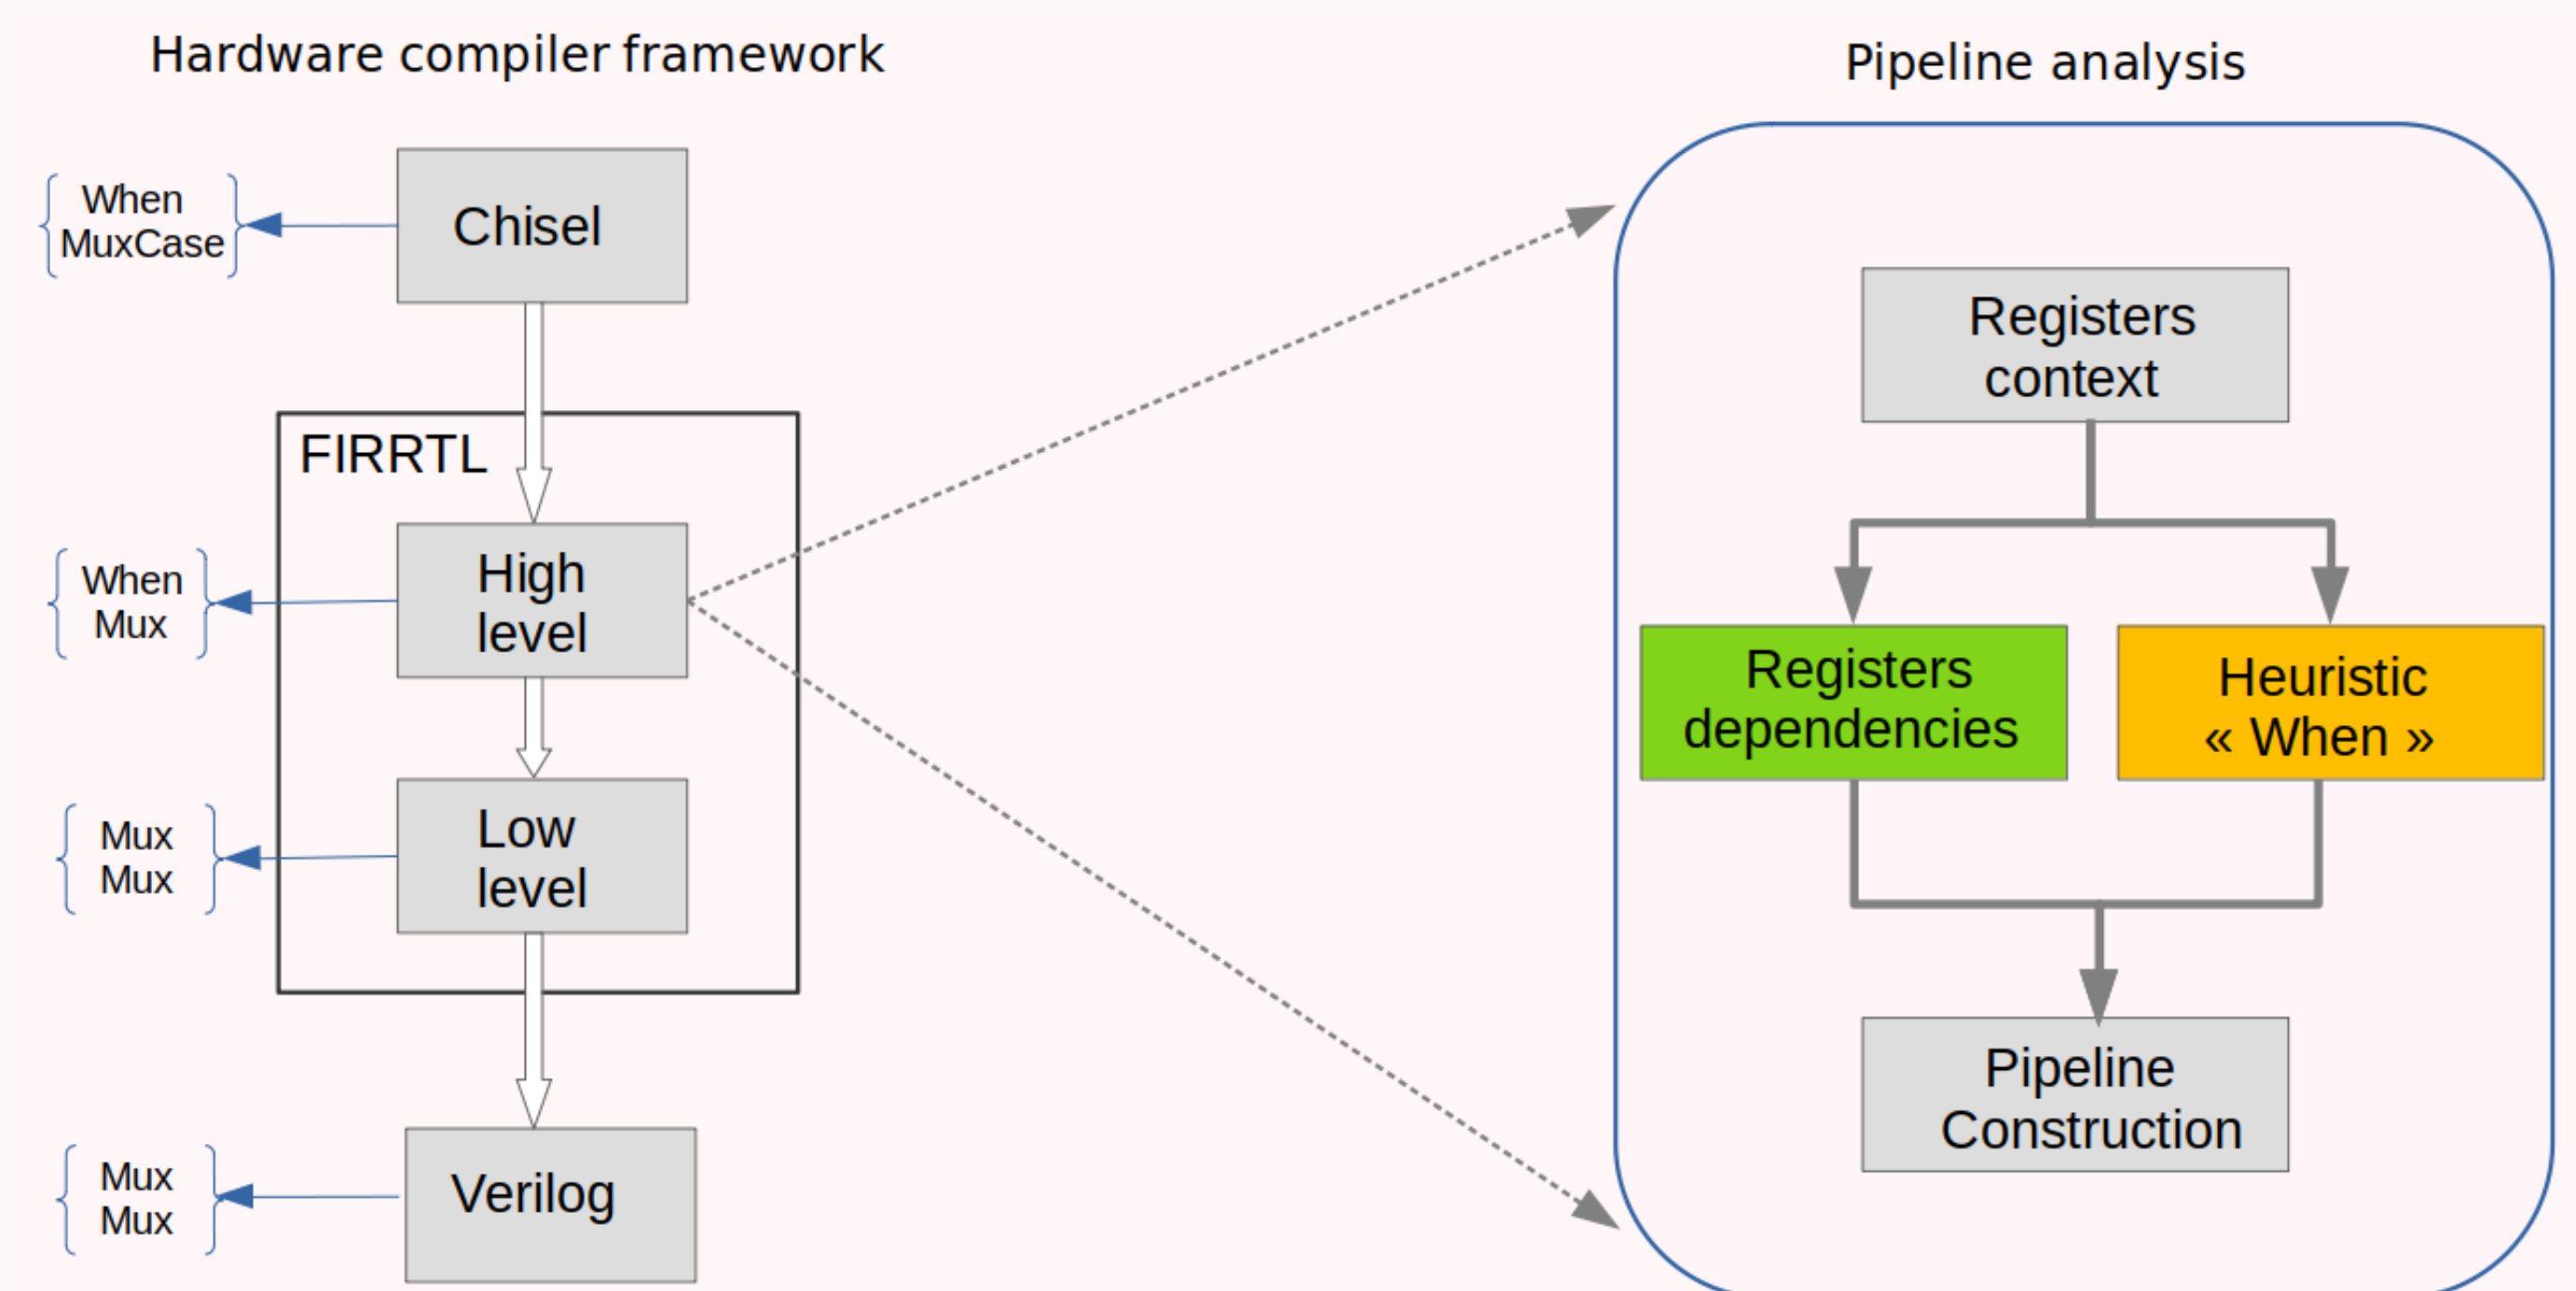 Hardware compiler framework
When
MuxCase
Chisel
FIRRTL
High
level
When
Mux
Low
level
Mux
Mux
Verilog
Mux
Mux
Pipeline analysis
Registers
context
Registers
dependencies
Heuristic
« When »
Pipeline
Construction